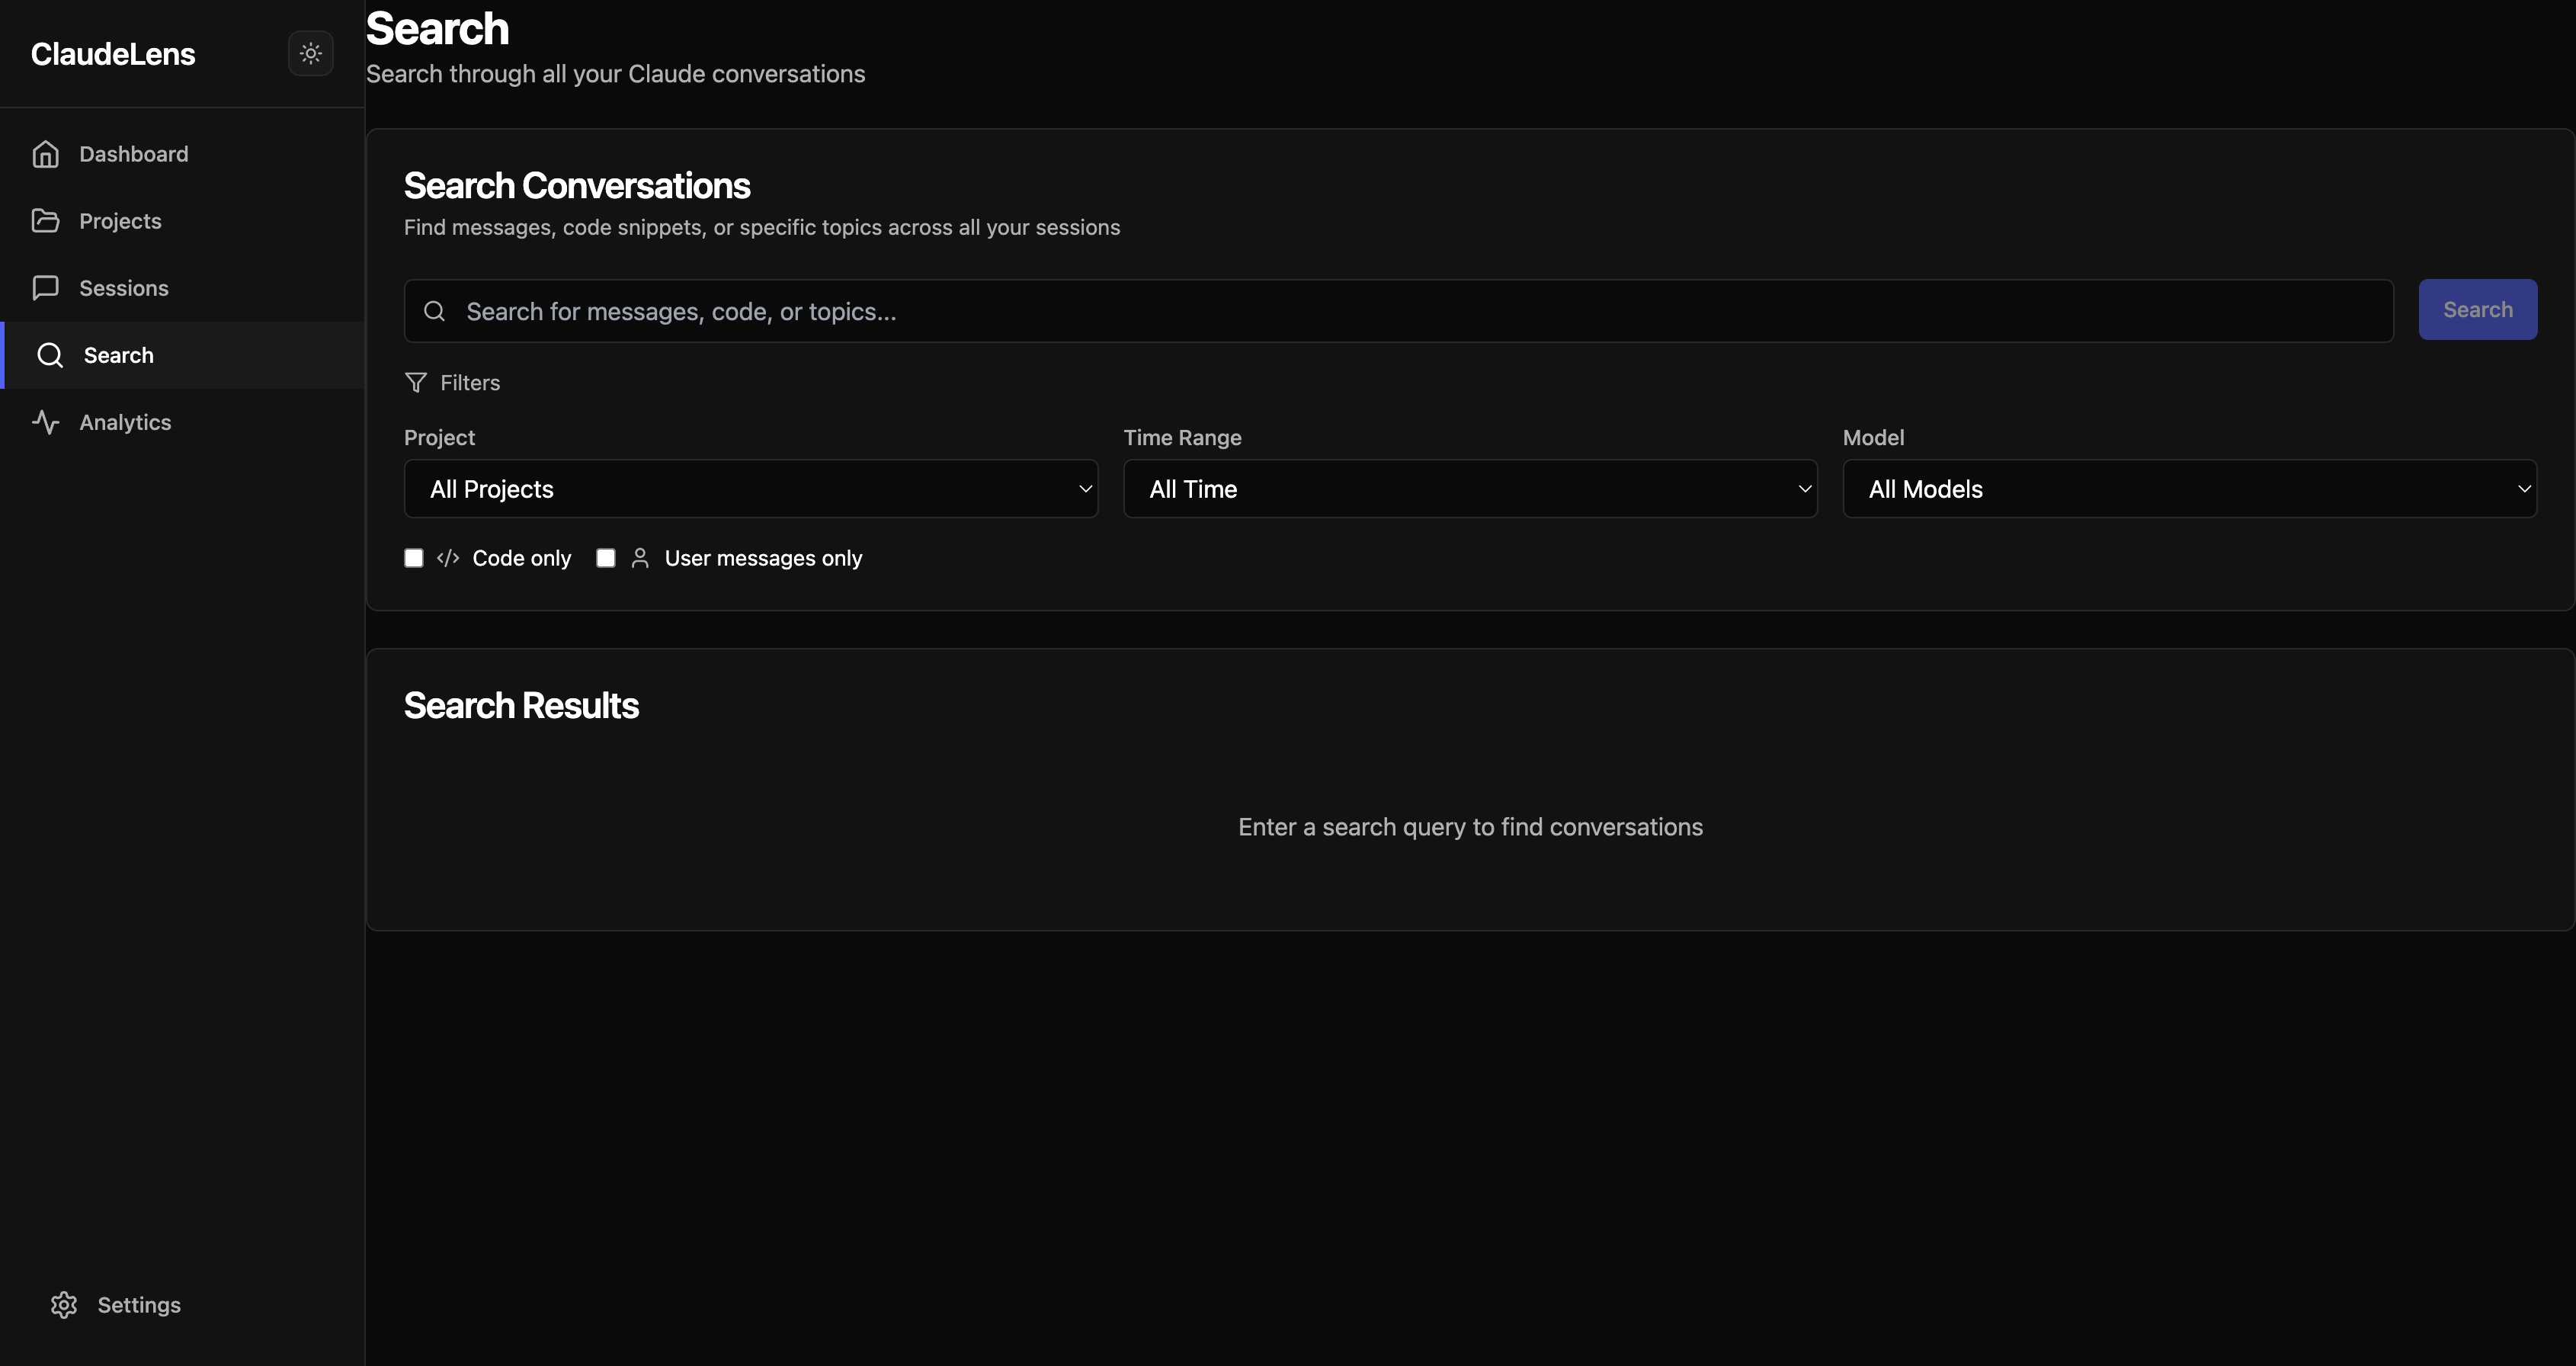 ClaudeLens
Dashboard
Projects
Sessions
Search
Analytics
Settings
Search
Search through all your Claude conversations
Search Conversations
Find messages, code snippets, or specific topics across all your sessions
Search for messages, code, or topics...
Search
Filters
Project
Time Range
Model
All Projects
All Time
All Models
Code only
User messages only
Search Results
Enter a search query to find conversations